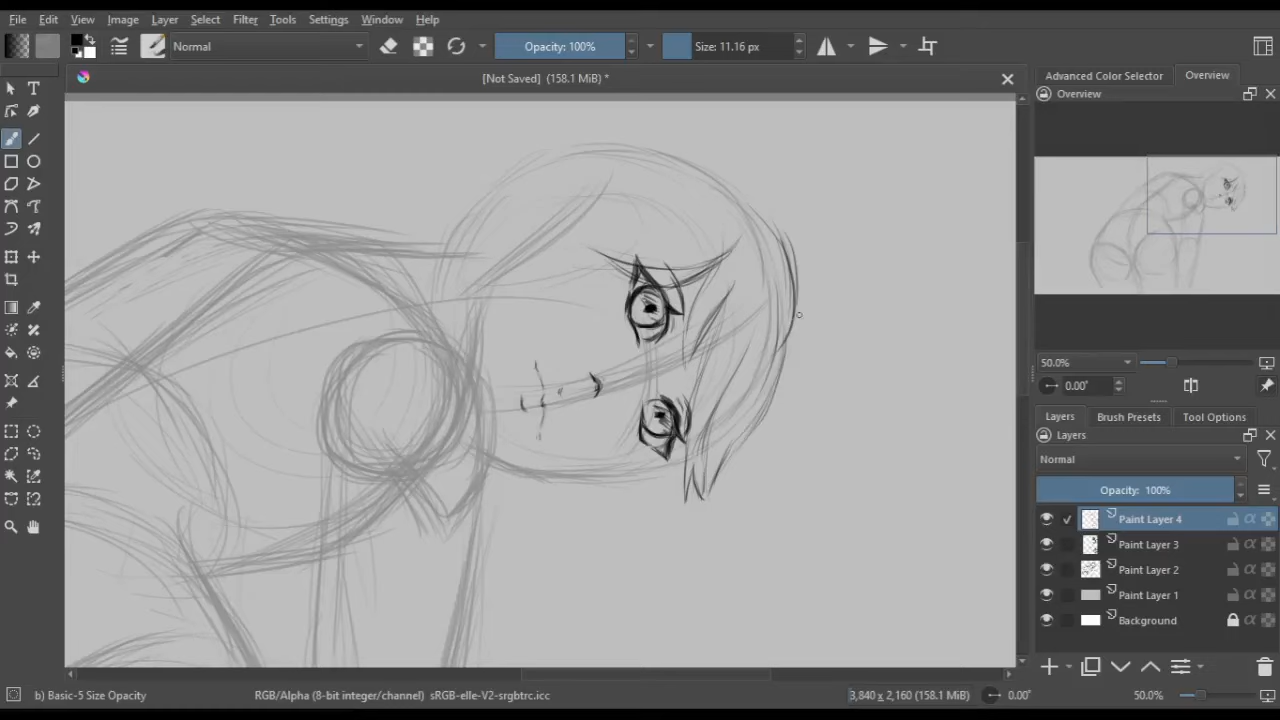 File Edit View Image Layer Select Filter Tools Settings Window Help
Normal Opacity: 100% Size: 11.16 px
[Not Saved] (158.1 MiB) *
Advanced Color Selector Overview
Overview
50.0%
0.00°
Layers Brush Presets Tool Options
Layers
Normal
Opacity: 100%
Paint Layer 4
Paint Layer 3
Paint Layer 2
Paint Layer 1
Background
b) Basic-5 Size Opacity RGB/Alpha (8-bit integer/channel) sRGB-elle-V2-srgbtrc.icc 3,840 x 2,160 (158.1 MiB) 0.00° 50.0%